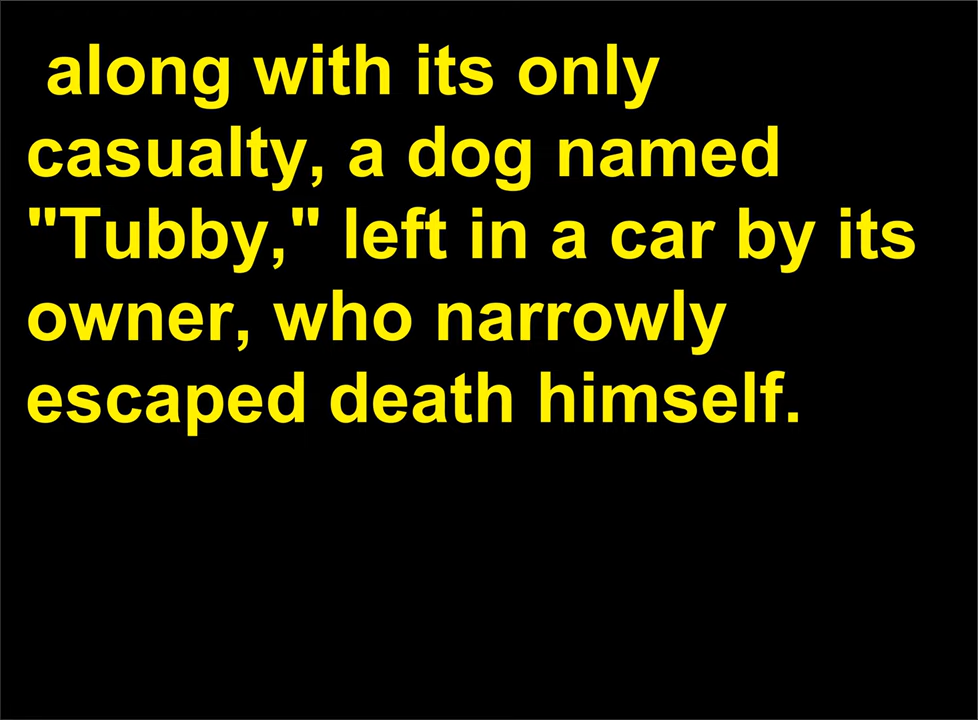 along with its only
casualty, a dog named
"Tubby," left in a car by its
owner, who narrowly
escaped death himself.